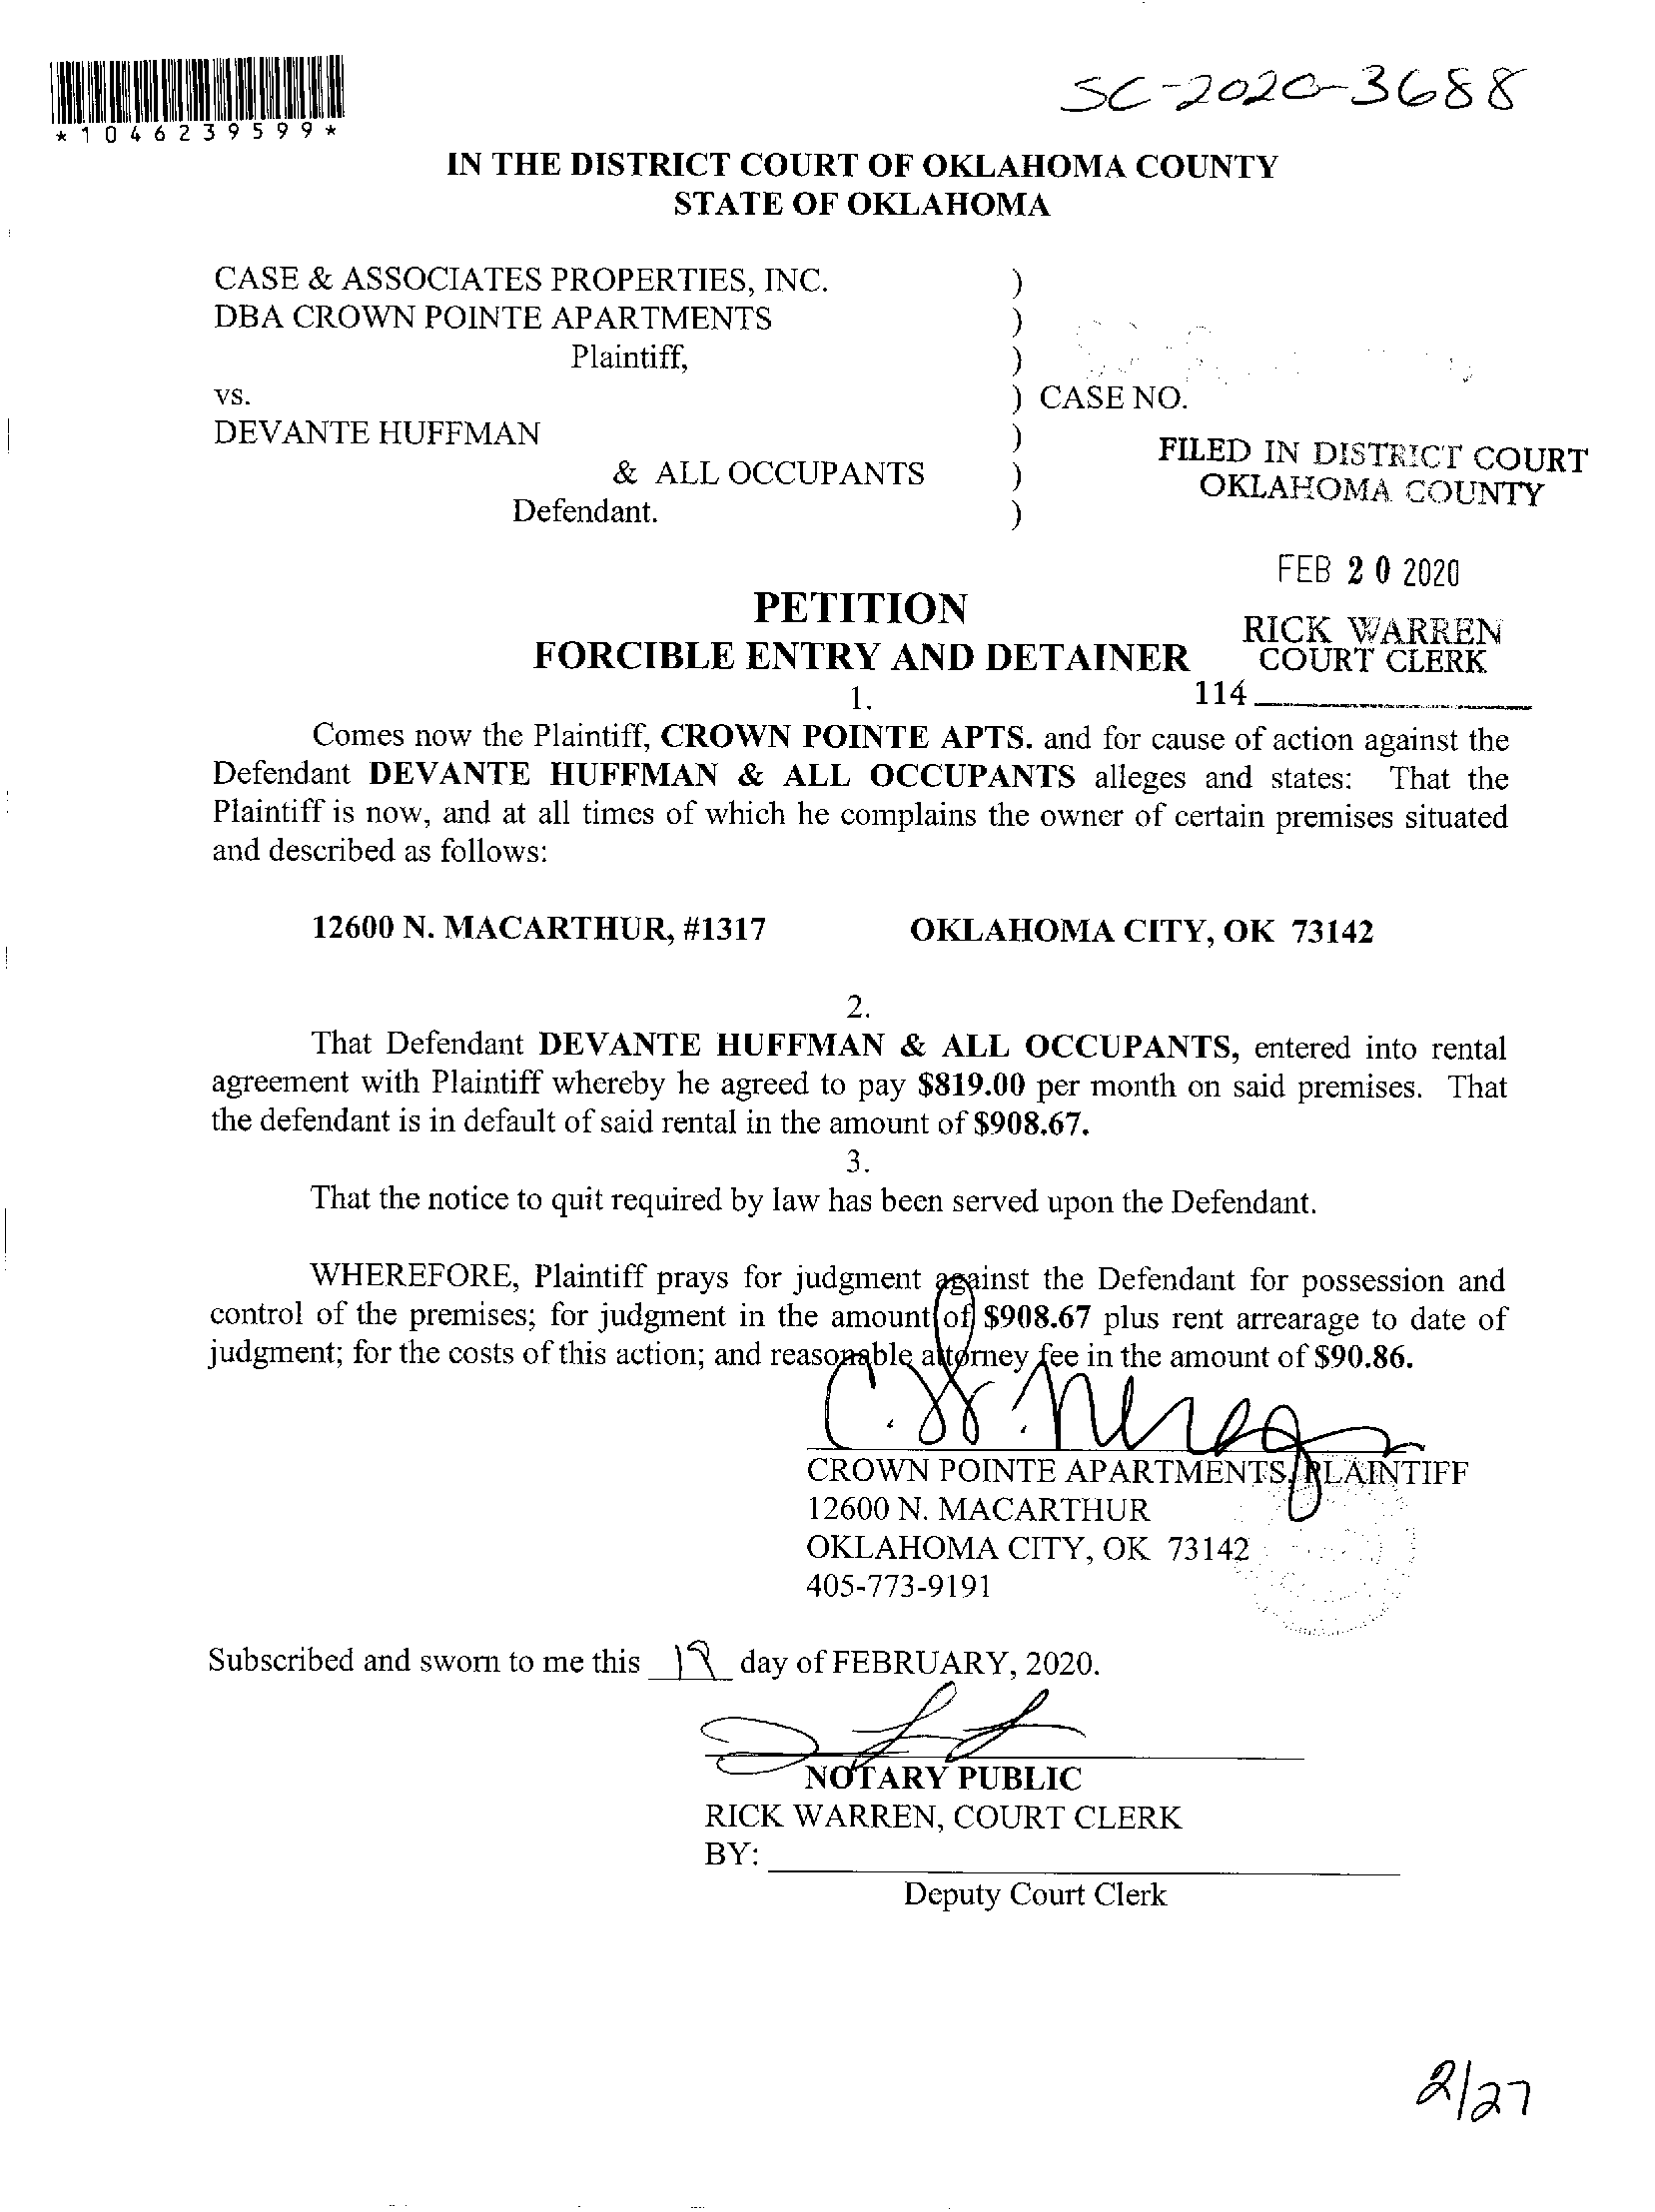 SC-2020-3688
*1046239599*
IN THE DISTRICT COURT OF OKLAHOMA COUNTY
STATE OF OKLAHOMA
CASE & ASSOCIATES PROPERTIES, INC. )
DBA CROWN POINTE APARTMENTS )
Plaintiff, )
vs. ) CASE NO.
DEVANTE HUFFMAN )
& ALL OCCUPANTS )
Defendant. )
FILED IN DISTRICT COURT
OKLAHOMA COUNTY
FEB 20 2020
RICK WARREN
COURT CLERK
114
PETITION
FORCIBLE ENTRY AND DETAINER
1.
Comes now the Plaintiff, CROWN POINTE APTS. and for cause of action against the
Defendant DEVANTE HUFFMAN & ALL OCCUPANTS alleges and states: That the
Plaintiff is now, and at all times of which he complains the owner of certain premises situated
and described as follows:
12600 N. MACARTHUR, #1317 OKLAHOMA CITY, OK 73142
2.
That Defendant DEVANTE HUFFMAN & ALL OCCUPANTS, entered into rental
agreement with Plaintiff whereby he agreed to pay $819.00 per month on said premises. That
the defendant is in default of said rental in the amount of $908.67.
3.
That the notice to quit required by law has been served upon the Defendant.
WHEREFORE, Plaintiff prays for judgment against the Defendant for possession and
control of the premises; for judgment in the amount of $908.67 plus rent arrearage to date of
judgment; for the costs of this action; and reasonable attorney fee in the amount of $90.86.
CROWN POINTE APARTMENTS, PLAINTIFF
12600 N. MACARTHUR
OKLAHOMA CITY, OK 73142
405-773-9191
Subscribed and sworn to me this 19 day of FEBRUARY, 2020.
NOTARY PUBLIC
RICK WARREN, COURT CLERK
BY:
Deputy Court Clerk
2/27